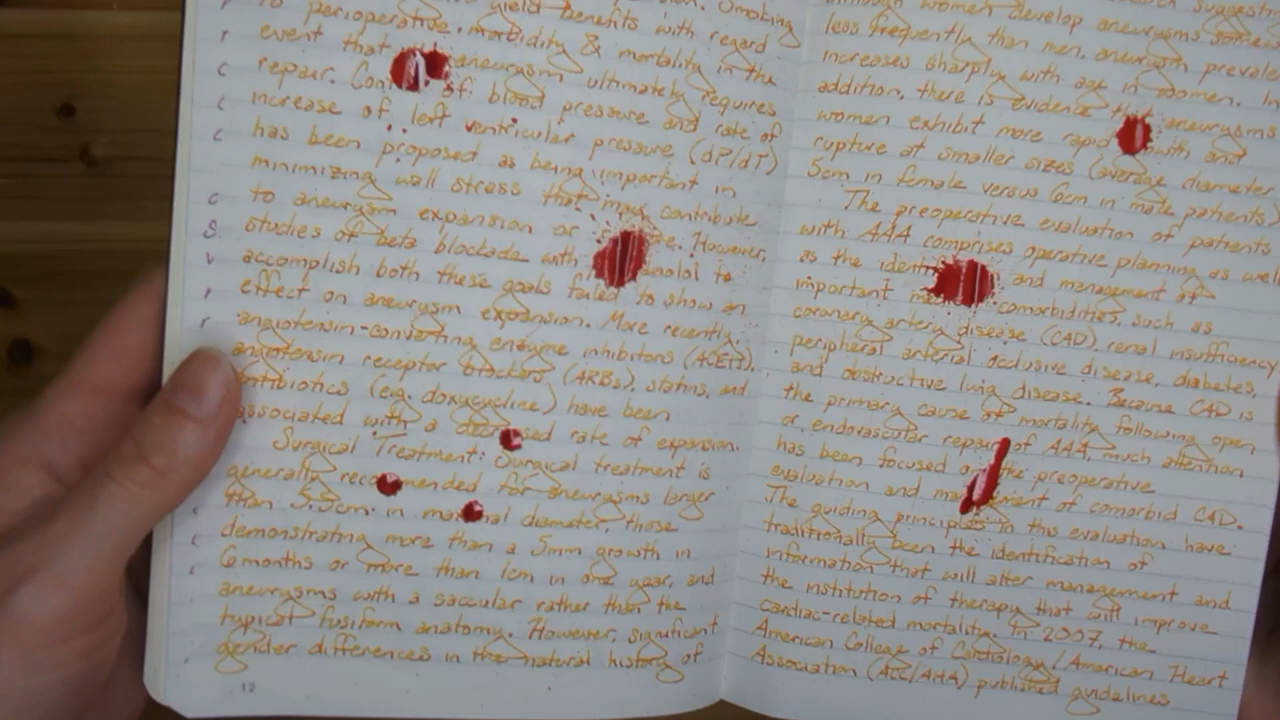 yield benefits with regard
to perioperative morbidity & mortality in the
event that aneurysm ultimately requires
repair. of blood pressure and rate of
increase of left ventricular pressure (dP/dT)
has been proposed as being important in
minimizing wall stress that may contribute
to aneurysm expansion or However,
studies of beta blockade with to
accomplish both these goals failed to show an
effect on aneurysm expansion. More recently,
angiotensin-converting enzyme inhibitors (ACEIs),
angiotensin receptor blockers (ARBs), statins, and
antibiotics (e.g. doxycycline) have been
associated with a rate of expansion.
Surgical Treatment: Surgical treatment is
generally recommended for aneurysms larger
than 5.5cm in maximal diameter, those
demonstrating more than a 5mm growth in
6 months or more than 1cm in one year, and
aneurysms with a saccular rather than the
typical fusiform anatomy. However, significant
gender differences in the natural history of
12
although women develop aneurysms
less frequently than men, aneurysm
increases sharply with age in women. In
addition, there is evidence that aneurysms
women exhibit more rapid and
rupture at smaller sizes (average diameter
5cm in female versus 6cm in male patients)
The preoperative evaluation of patients
with AAA comprises operative planning as well
as the and management of
important comorbidities, such as
coronary artery disease (CAD), renal insufficiency
peripheral arterial occlusive disease, diabetes,
and obstructive lung disease. Because CAD is
the primary cause of mortality following open
or endovascular repair of AAA, much attention
has been focused on the preoperative
evaluation and management of comorbid CAD.
The guiding principles in this evaluation have
traditionally been the identification of
information that will alter management and
the institution of therapy that will improve
cardiac-related mortality. In 2007, the
American College of Cardiology/American Heart
Association (ACC/AHA) published guidelines